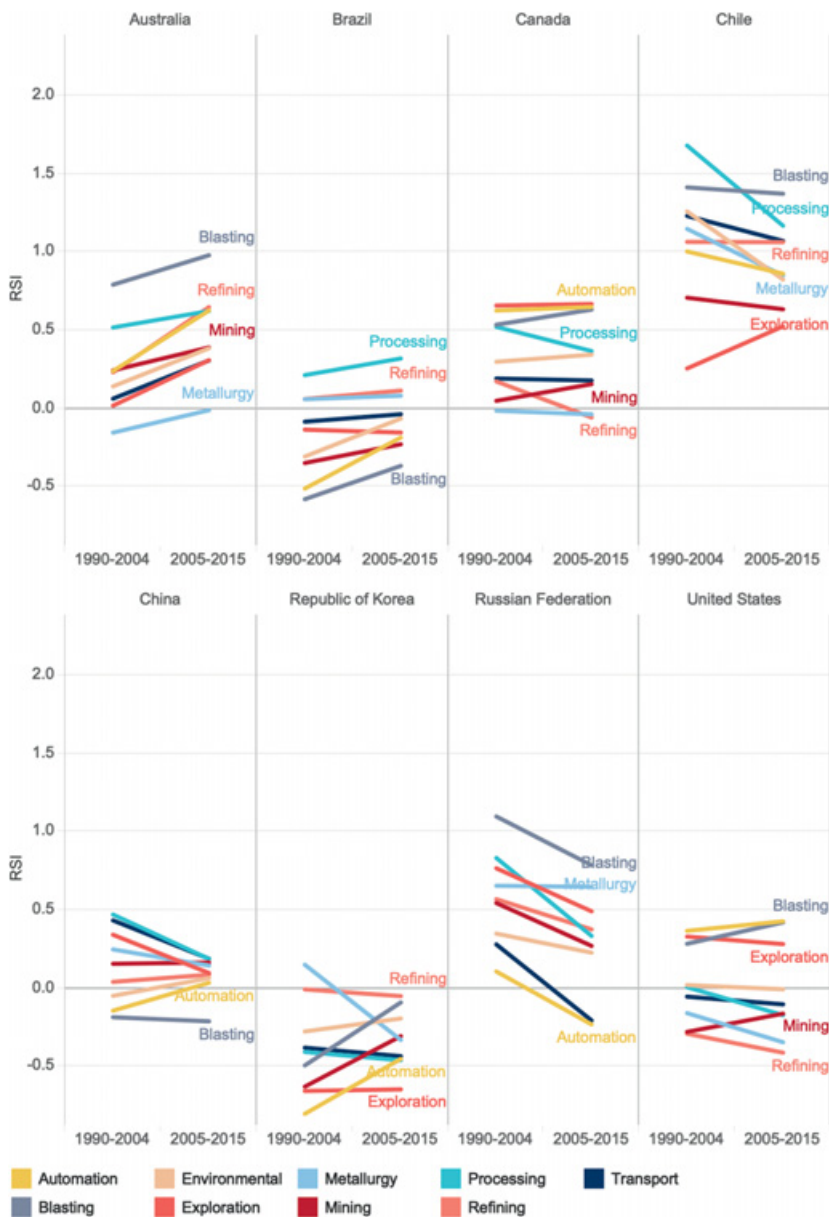 Australia Brazil Canada Chile
2.0
1.5
Blasting
Processing
Blasting
1.0
Refining
RSI
Refining
Automation
Metallurgy
Mining
Processing
Exploration
0.5
Processing
Metallurgy
Refining
Mining
0.0
Refining
Blasting
-0.5
1990-2004 2005-2015 1990-2004 2005-2015 1990-2004 2005-2015 1990-2004 2005-2015
China Republic of Korea Russian Federation United States
2.0
1.5
1.0
RSI
Blasting
Metallurgy
0.5
Blasting
Exploration
Refining
0.0
Automation
Mining
Blasting
Automation
Refining
-0.5
Automation
Exploration
1990-2004 2005-2015 1990-2004 2005-2015 1990-2004 2005-2015 1990-2004 2005-2015
Automation Environmental Metallurgy Processing Transport
Blasting Exploration Mining Refining